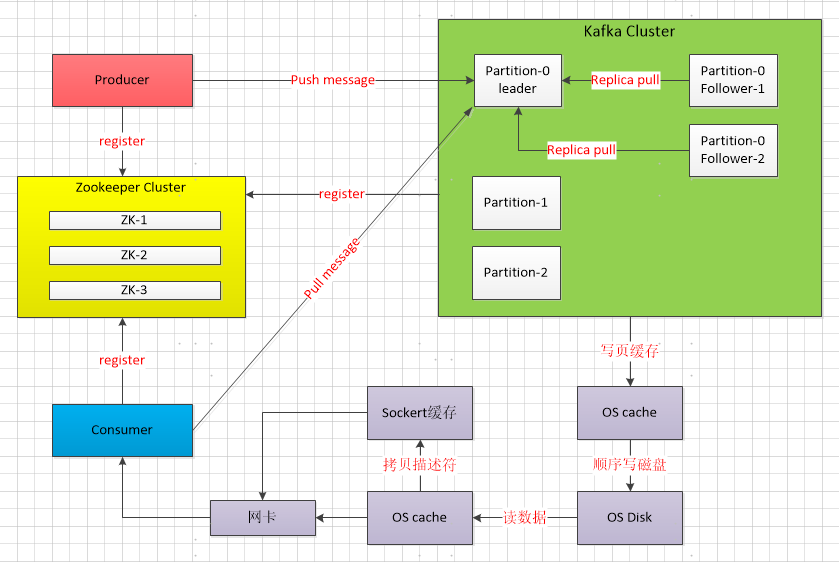 Kafka Cluster
Producer
Push message
Partition-0
leader
Replica pull
Partition-0
Follower-1
register
Replica pull
Partition-0
Follower-2
Zookeeper Cluster
register
Partition-1
ZK-1
ZK-2
ZK-3
Partition-2
Pull message
register
写页缓存
Consumer
Sockert缓存
OS cache
拷贝描述符
顺序写磁盘
网卡
OS cache
读数据
OS Disk